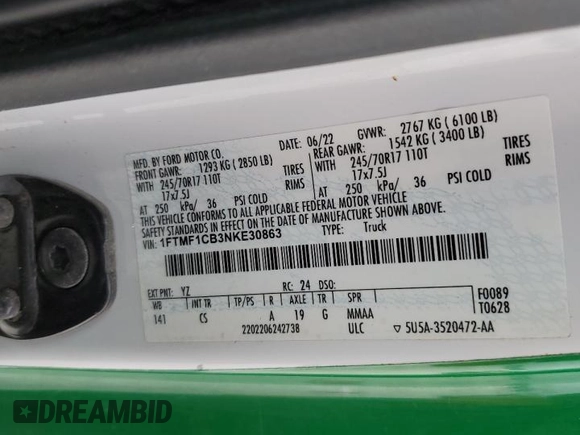 MFD. BY FORD MOTOR CO.
DATE: 06/22 GVWR: 2767 KG ( 6100 LB)
FRONT GAWR: 1293 KG ( 2850 LB) REAR GAWR: 1542 KG ( 3400 LB)
WITH 245/70R17 110T TIRES WITH 245/70R17 110T TIRES
17x7.5J RIMS 17x7.5J RIMS
AT 250 kPa/ 36 PSI COLD AT 250 kPa/ 36 PSI COLD
THIS VEHICLE CONFORMS TO ALL APPLICABLE FEDERAL MOTOR VEHICLE
SAFETY STANDARDS IN EFFECT ON THE DATE OF MANUFACTURE SHOWN ABOVE.
VIN: 1FTMF1CB3NKE30863 TYPE: Truck
EXT PNT: YZ RC: 24 DSO:
WB INT TR TP/PS R AXLE TR SPR F0089
141 CS A 19 G MMAA T0628
2202206242738 ULC ▽ 5U5A-3520472-AA
DREAMBID